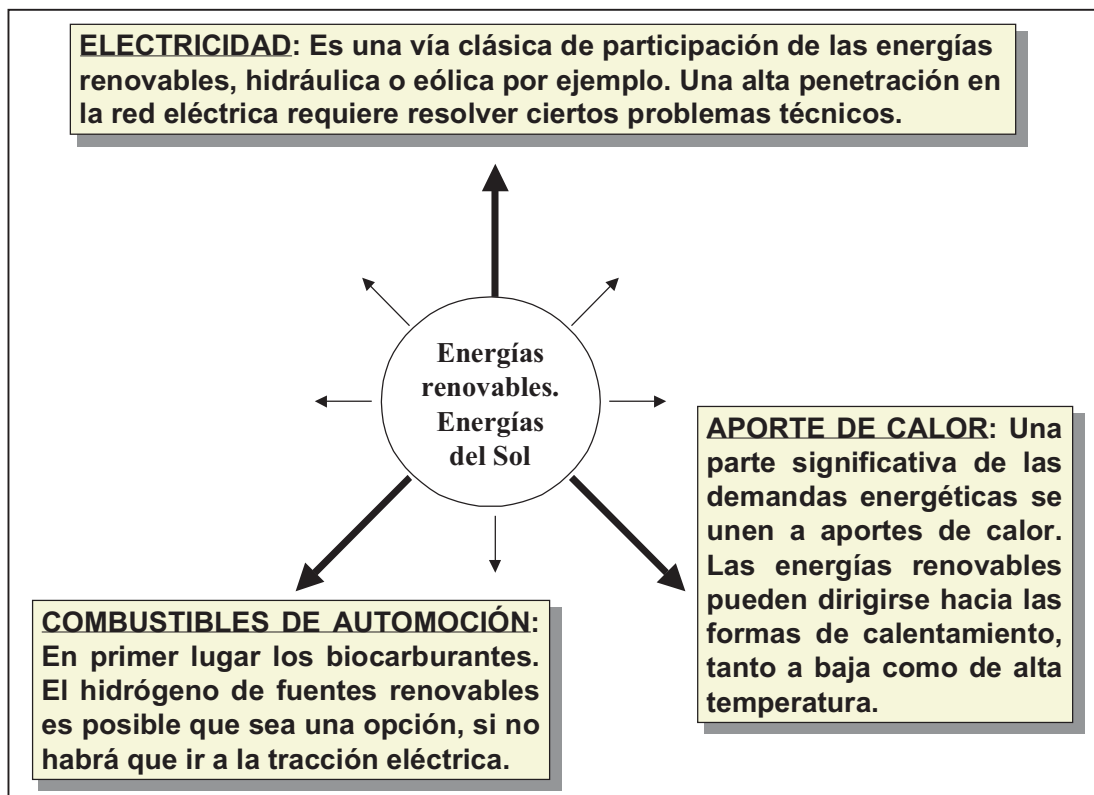 ELECTRICIDAD: Es una vía clásica de participación de las energías
renovables, hidráulica o eólica por ejemplo. Una alta penetración en
la red eléctrica requiere resolver ciertos problemas técnicos.
Energías
renovables.
Energías
del Sol
APORTE DE CALOR: Una
parte significativa de las
demandas energéticas se
unen a aportes de calor.
Las energías renovables
pueden dirigirse hacia las
formas de calentamiento,
tanto a baja como de alta
temperatura.
COMBUSTIBLES DE AUTOMOCIÓN:
En primer lugar los biocarburantes.
El hidrógeno de fuentes renovables
es posible que sea una opción, si no
habrá que ir a la tracción eléctrica.